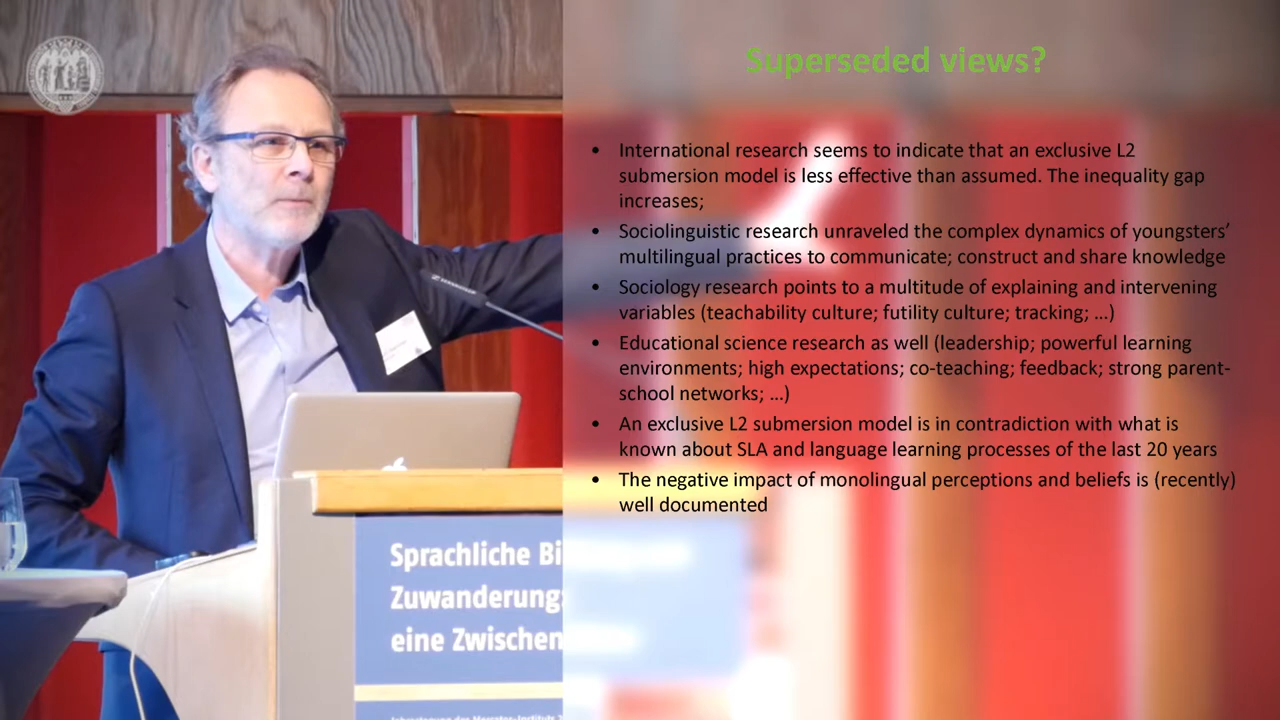 Superseded views?
• International research seems to indicate that an exclusive L2
submersion model is less effective than assumed. The inequality gap
increases;
• Sociolinguistic research unraveled the complex dynamics of youngsters’
multilingual practices to communicate; construct and share knowledge
• Sociology research points to a multitude of explaining and intervening
variables (teachability culture; futility culture; tracking; …)
• Educational science research as well (leadership; powerful learning
environments; high expectations; co-teaching; feedback; strong parent-
school networks; …)
• An exclusive L2 submersion model is in contradiction with what is
known about SLA and language learning processes of the last 20 years
• The negative impact of monolingual perceptions and beliefs is (recently)
well documented
SENNHEISER
Sprachliche Bi
Zuwanderung:
eine Zwischen